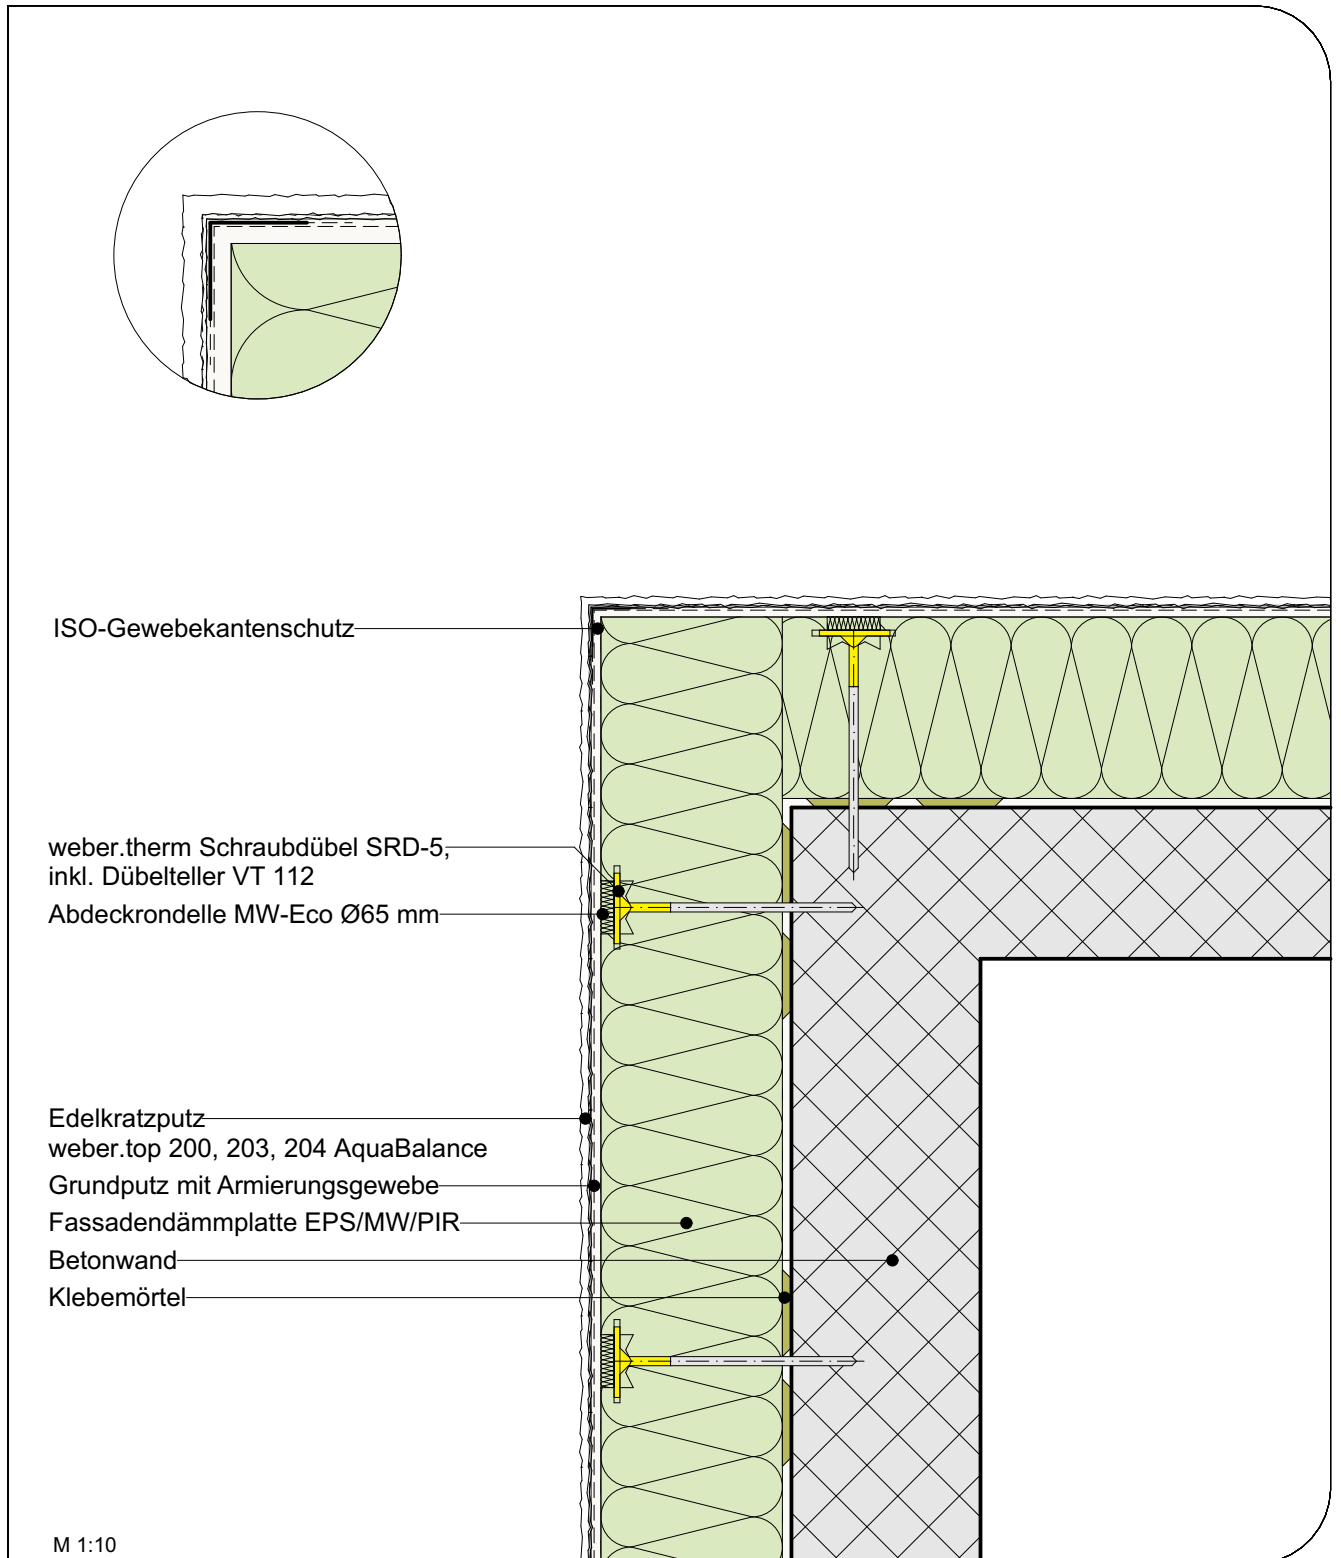 ISO-Gewebekantenschutz
weber.therm Schraubdübel SRD-5,
inkl. Dübelteller VT 112
Abdeckrondelle MW-Eco Ø65 mm
Edelkratzputz
weber.top 200, 203, 204 AquaBalance
Grundputz mit Armierungsgewebe
Fassadendämmplatte EPS/MW/PIR
Betonwand
Klebemörtel
M 1:10